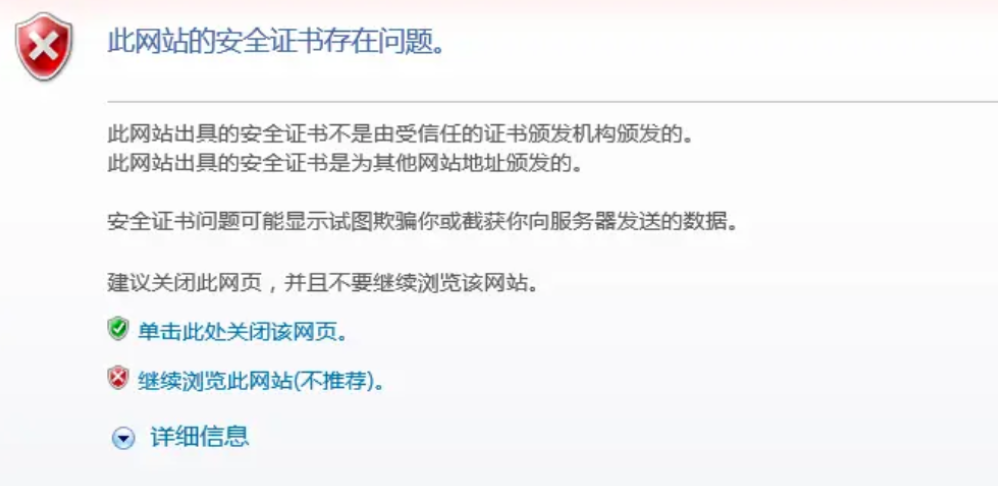 此网站的安全证书存在问题。
此网站出具的安全证书不是由受信任的证书颁发机构颁发的。
此网站出具的安全证书是为其他网站地址颁发的。
安全证书问题可能显示试图欺骗你或截获你向服务器发送的数据。
建议关闭此网页，并且不要继续浏览该网站。
单击此处关闭该网页。
继续浏览此网站(不推荐)。
详细信息